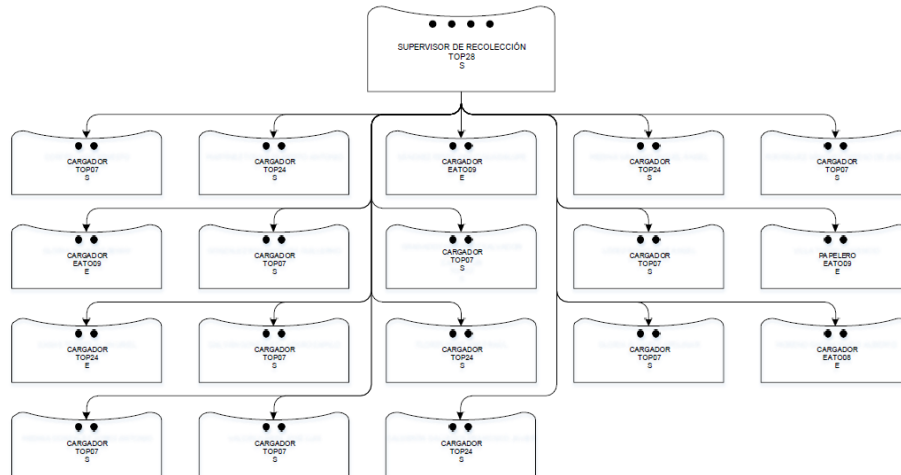 SUPERVISOR DE RECOLECCIÓN
TOP28
S
CARGADOR
TOP07
S
CARGADOR
TOP24
S
CARGADOR
EATO09
E
CARGADOR
TOP24
S
CARGADOR
TOP07
S
CARGADOR
EATO09
E
CARGADOR
TOP07
S
CARGADOR
TOP07
S
CARGADOR
TOP07
S
PAPELERO
EATO09
E
CARGADOR
TOP24
E
CARGADOR
TOP07
S
CARGADOR
TOP24
S
CARGADOR
TOP07
S
CARGADOR
EATO08
E
CARGADOR
TOP07
S
CARGADOR
TOP07
S
CARGADOR
TOP24
S